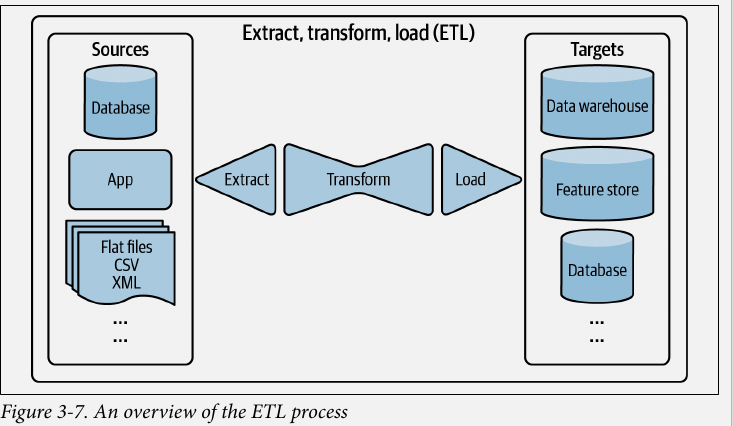 Extract, transform, load (ETL)
Sources
Database
App
Flat files
CSV
XML
...
...
Extract
Transform
Load
Targets
Data warehouse
Feature store
Database
...
...
Figure 3-7. An overview of the ETL process